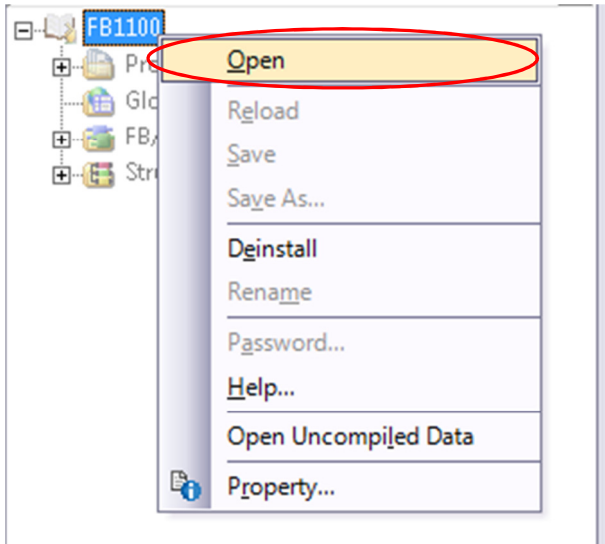 FB1100
Open
Reload
Save
Save As...
Deinstall
Rename
Password...
Help...
Open Uncompiled Data
Property...